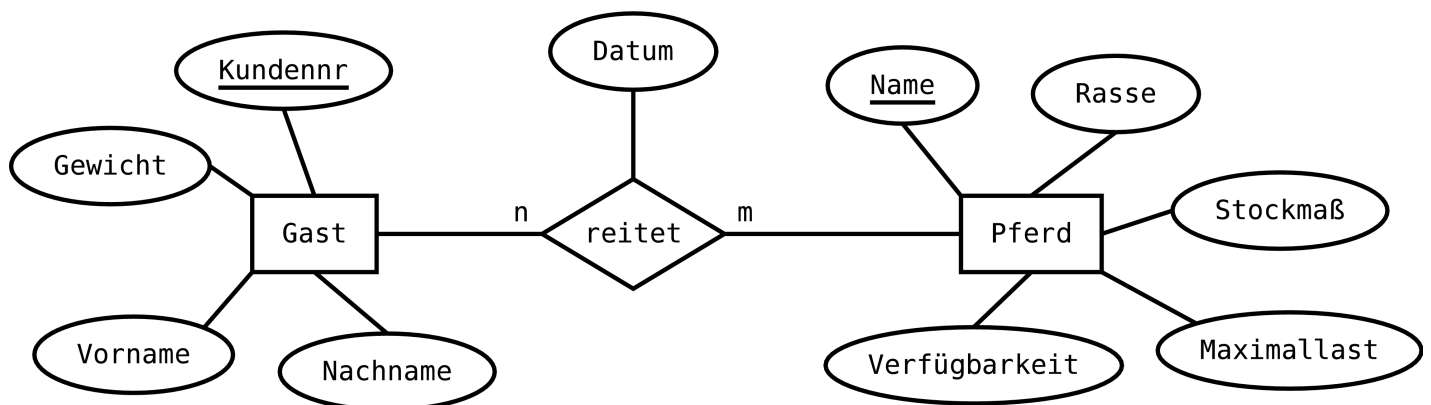 Datum
Kundennr
Name
Rasse
Gewicht
Stockmaß
n
m
Gast
reitet
Pferd
Vorname
Nachname
Verfügbarkeit
Maximallast